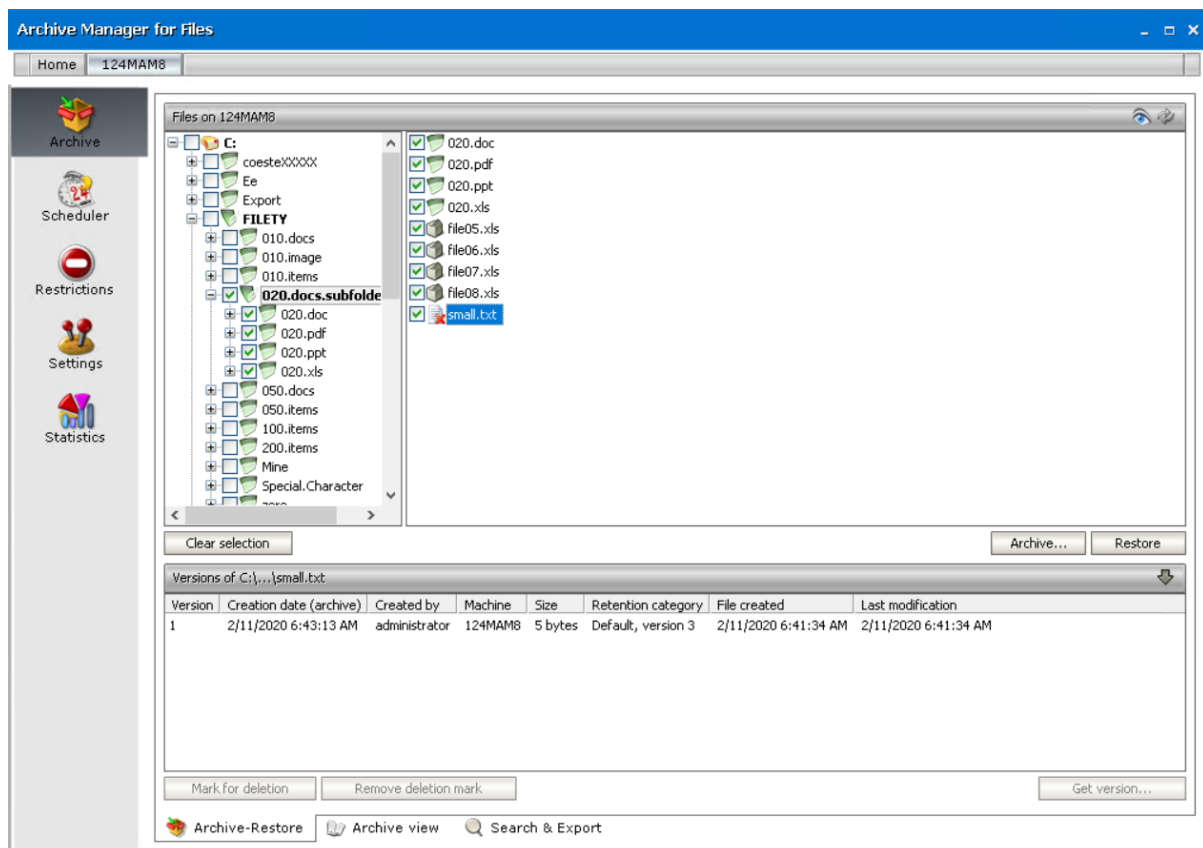 Archive Manager for Files
Home
124MAM8
Archive
Scheduler
Restrictions
Settings
Statistics
Files on 124MAM8
C:
coesteXXXXX
Ee
Export
FILETY
010.docs
010.image
010.items
020.docs.subfolde
020.doc
020.pdf
020.ppt
020.xls
050.docs
050.items
100.items
200.items
Mine
Special.Character
020.doc
020.pdf
020.ppt
020.xls
file05.xls
file06.xls
file07.xls
file08.xls
small.txt
Clear selection
Archive...
Restore
Versions of C:\...\small.txt
Version Creation date (archive) Created by Machine Size Retention category File created Last modification
1 2/11/2020 6:43:13 AM administrator 124MAM8 5 bytes Default, version 3 2/11/2020 6:41:34 AM 2/11/2020 6:41:34 AM
Mark for deletion
Remove deletion mark
Get version...
Archive-Restore
Archive view
Search & Export